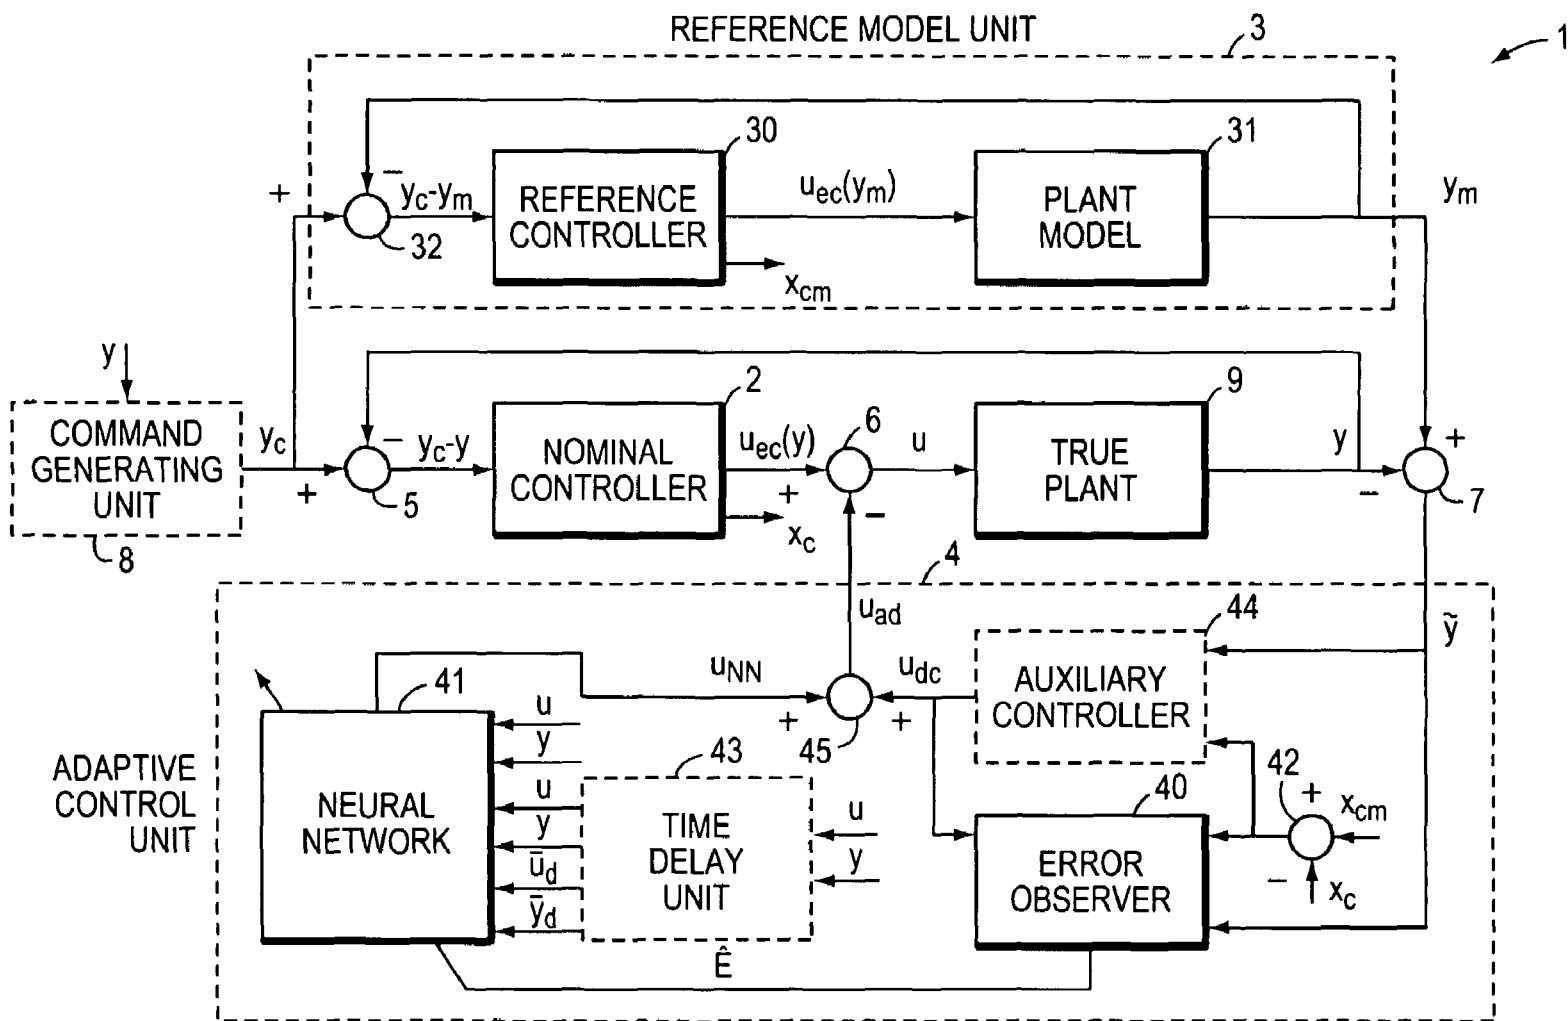 REFERENCE MODEL UNIT
3
1
30
31
−
+
y_c-y_m
REFERENCE
CONTROLLER
u_ec(y_m)
PLANT
MODEL
y_m
32
x_cm
y
2
9
COMMAND
GENERATING
UNIT
y_c
−
y_c-y
NOMINAL
CONTROLLER
u_ec(y)
6
u
TRUE
PLANT
y
+
+
5
+
−
−
7
8
x_c
4
u_ad
44
ỹ
41
u_NN
u_dc
AUXILIARY
CONTROLLER
u
+
+
y
43
45
42
ADAPTIVE
CONTROL
UNIT
NEURAL
NETWORK
u
y
ū_d
ȳ_d
TIME
DELAY
UNIT
u
y
40
+
x_cm
ERROR
OBSERVER
−
x_c
Ê